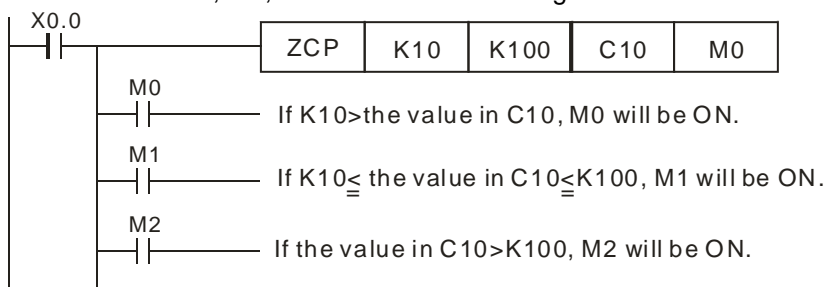 X0.0
ZCP K10 K100 C10 M0
M0
If K10>the value in C10, M0 will be ON.
M1
If K10≦ the value in C10≦K100, M1 will be ON.
M2
If the value in C10>K100, M2 will be ON.